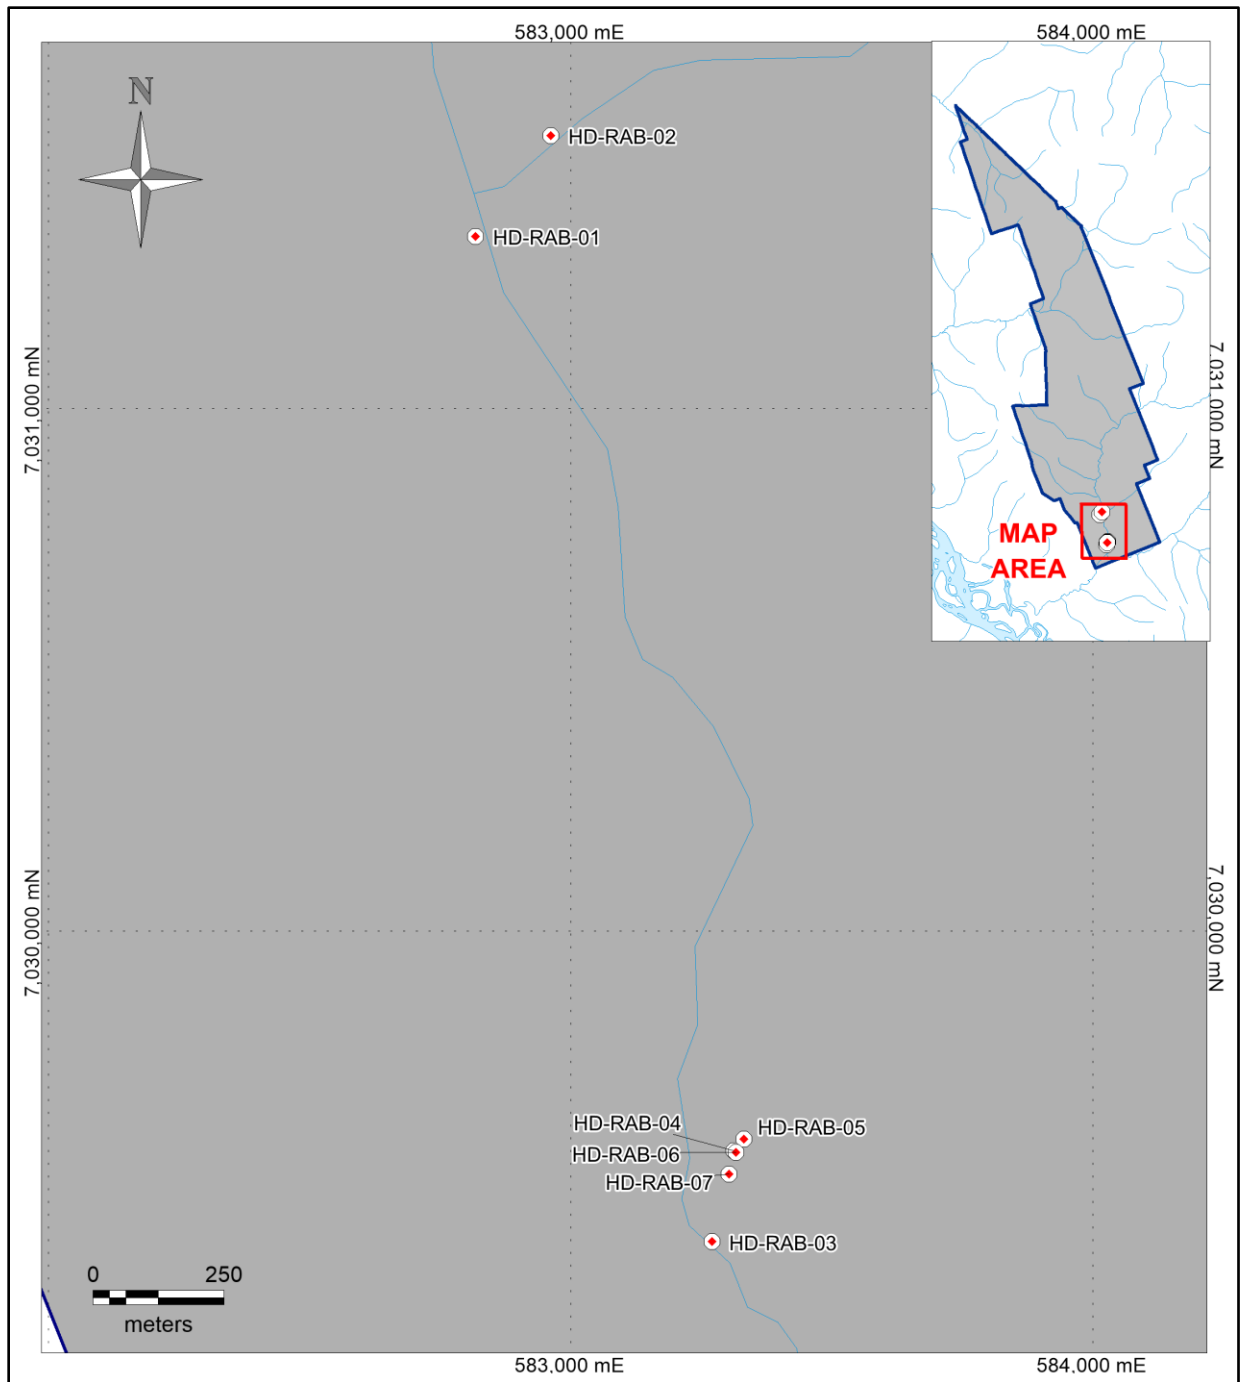 583,000 mE
584,000 mE
N
HD-RAB-02
HD-RAB-01
7,031,000 mN
7,031,000 mN
MAP
AREA
7,030,000 mN
7,030,000 mN
HD-RAB-04
HD-RAB-05
HD-RAB-06
HD-RAB-07
HD-RAB-03
0 250
meters
583,000 mE
584,000 mE